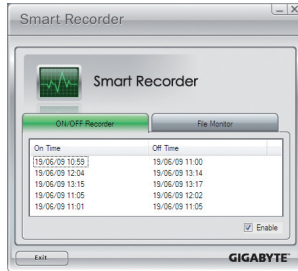 Smart Recorder
Smart Recorder
ON/OFF Recorder File Monitor
On Time Off Time
19/06/09 10:59 19/06/09 11:00
19/06/09 12:04 19/06/09 13:14
19/06/09 13:15 19/06/09 13:17
19/06/09 11:05 19/06/09 12:02
19/06/09 11:01 19/06/09 11:05
Enable
Exit GIGABYTE™